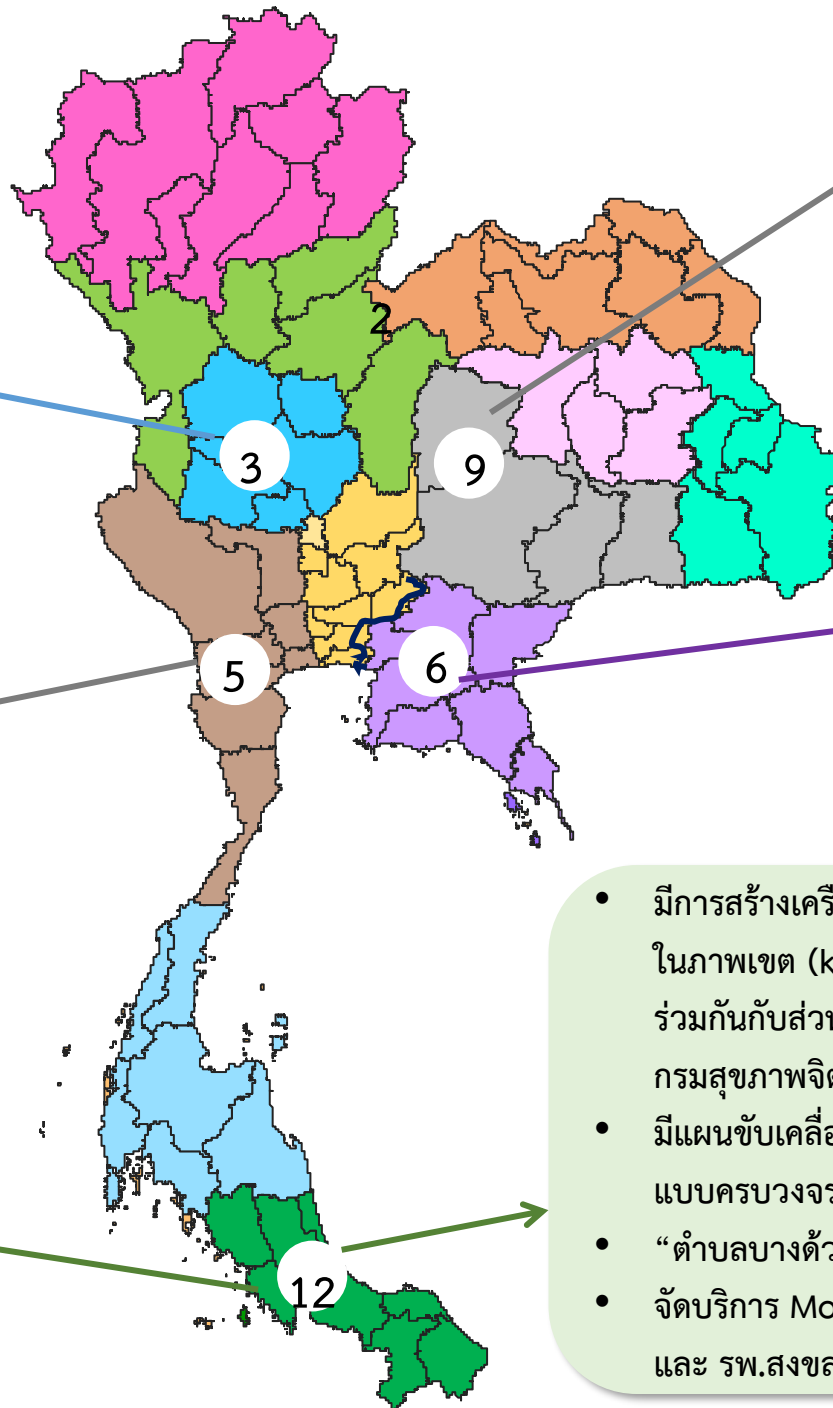 2
3
9
5
6
12
• มีการสร้างเครื
ในภาพเขต (k
ร่วมกันกับส่วน
กรมสุขภาพจิต
• มีแผนขับเคลื่อ
แบบครบวงจร
• “ตำบลบางด้ว
• จัดบริการ Mo
และ รพ.สงขล